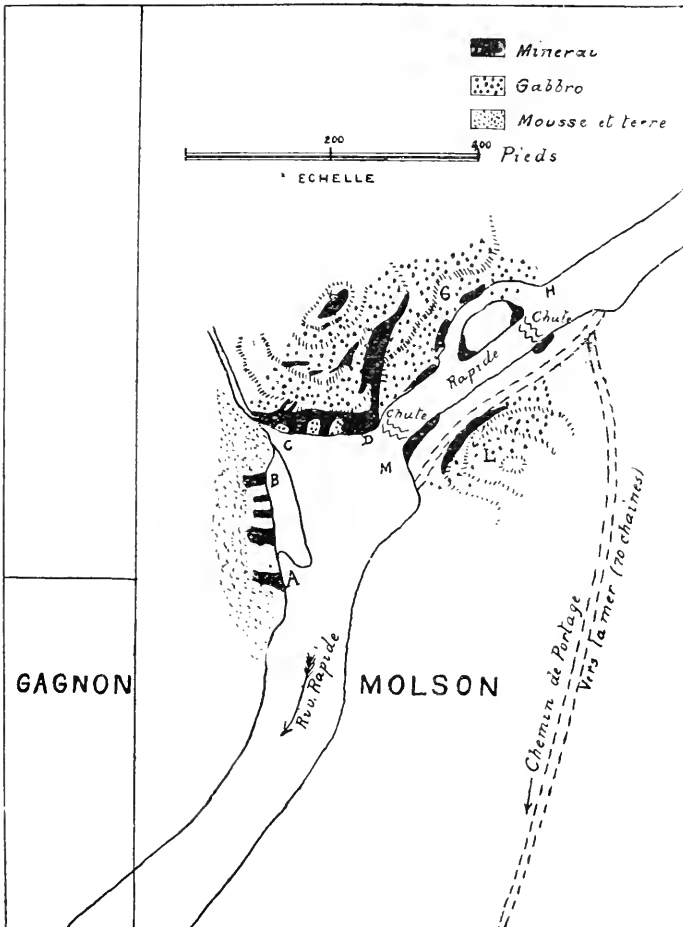 Minerai
Gabbro
Mousse et terre
200
400
Pieds
ECHELLE
K
G
H
Chute
Rapide
Chute
C
D
M
L
B
A
Riv. Rapide
GAGNON
MOLSON
Chemin de Portage
Vers la mer (70 chaînes)